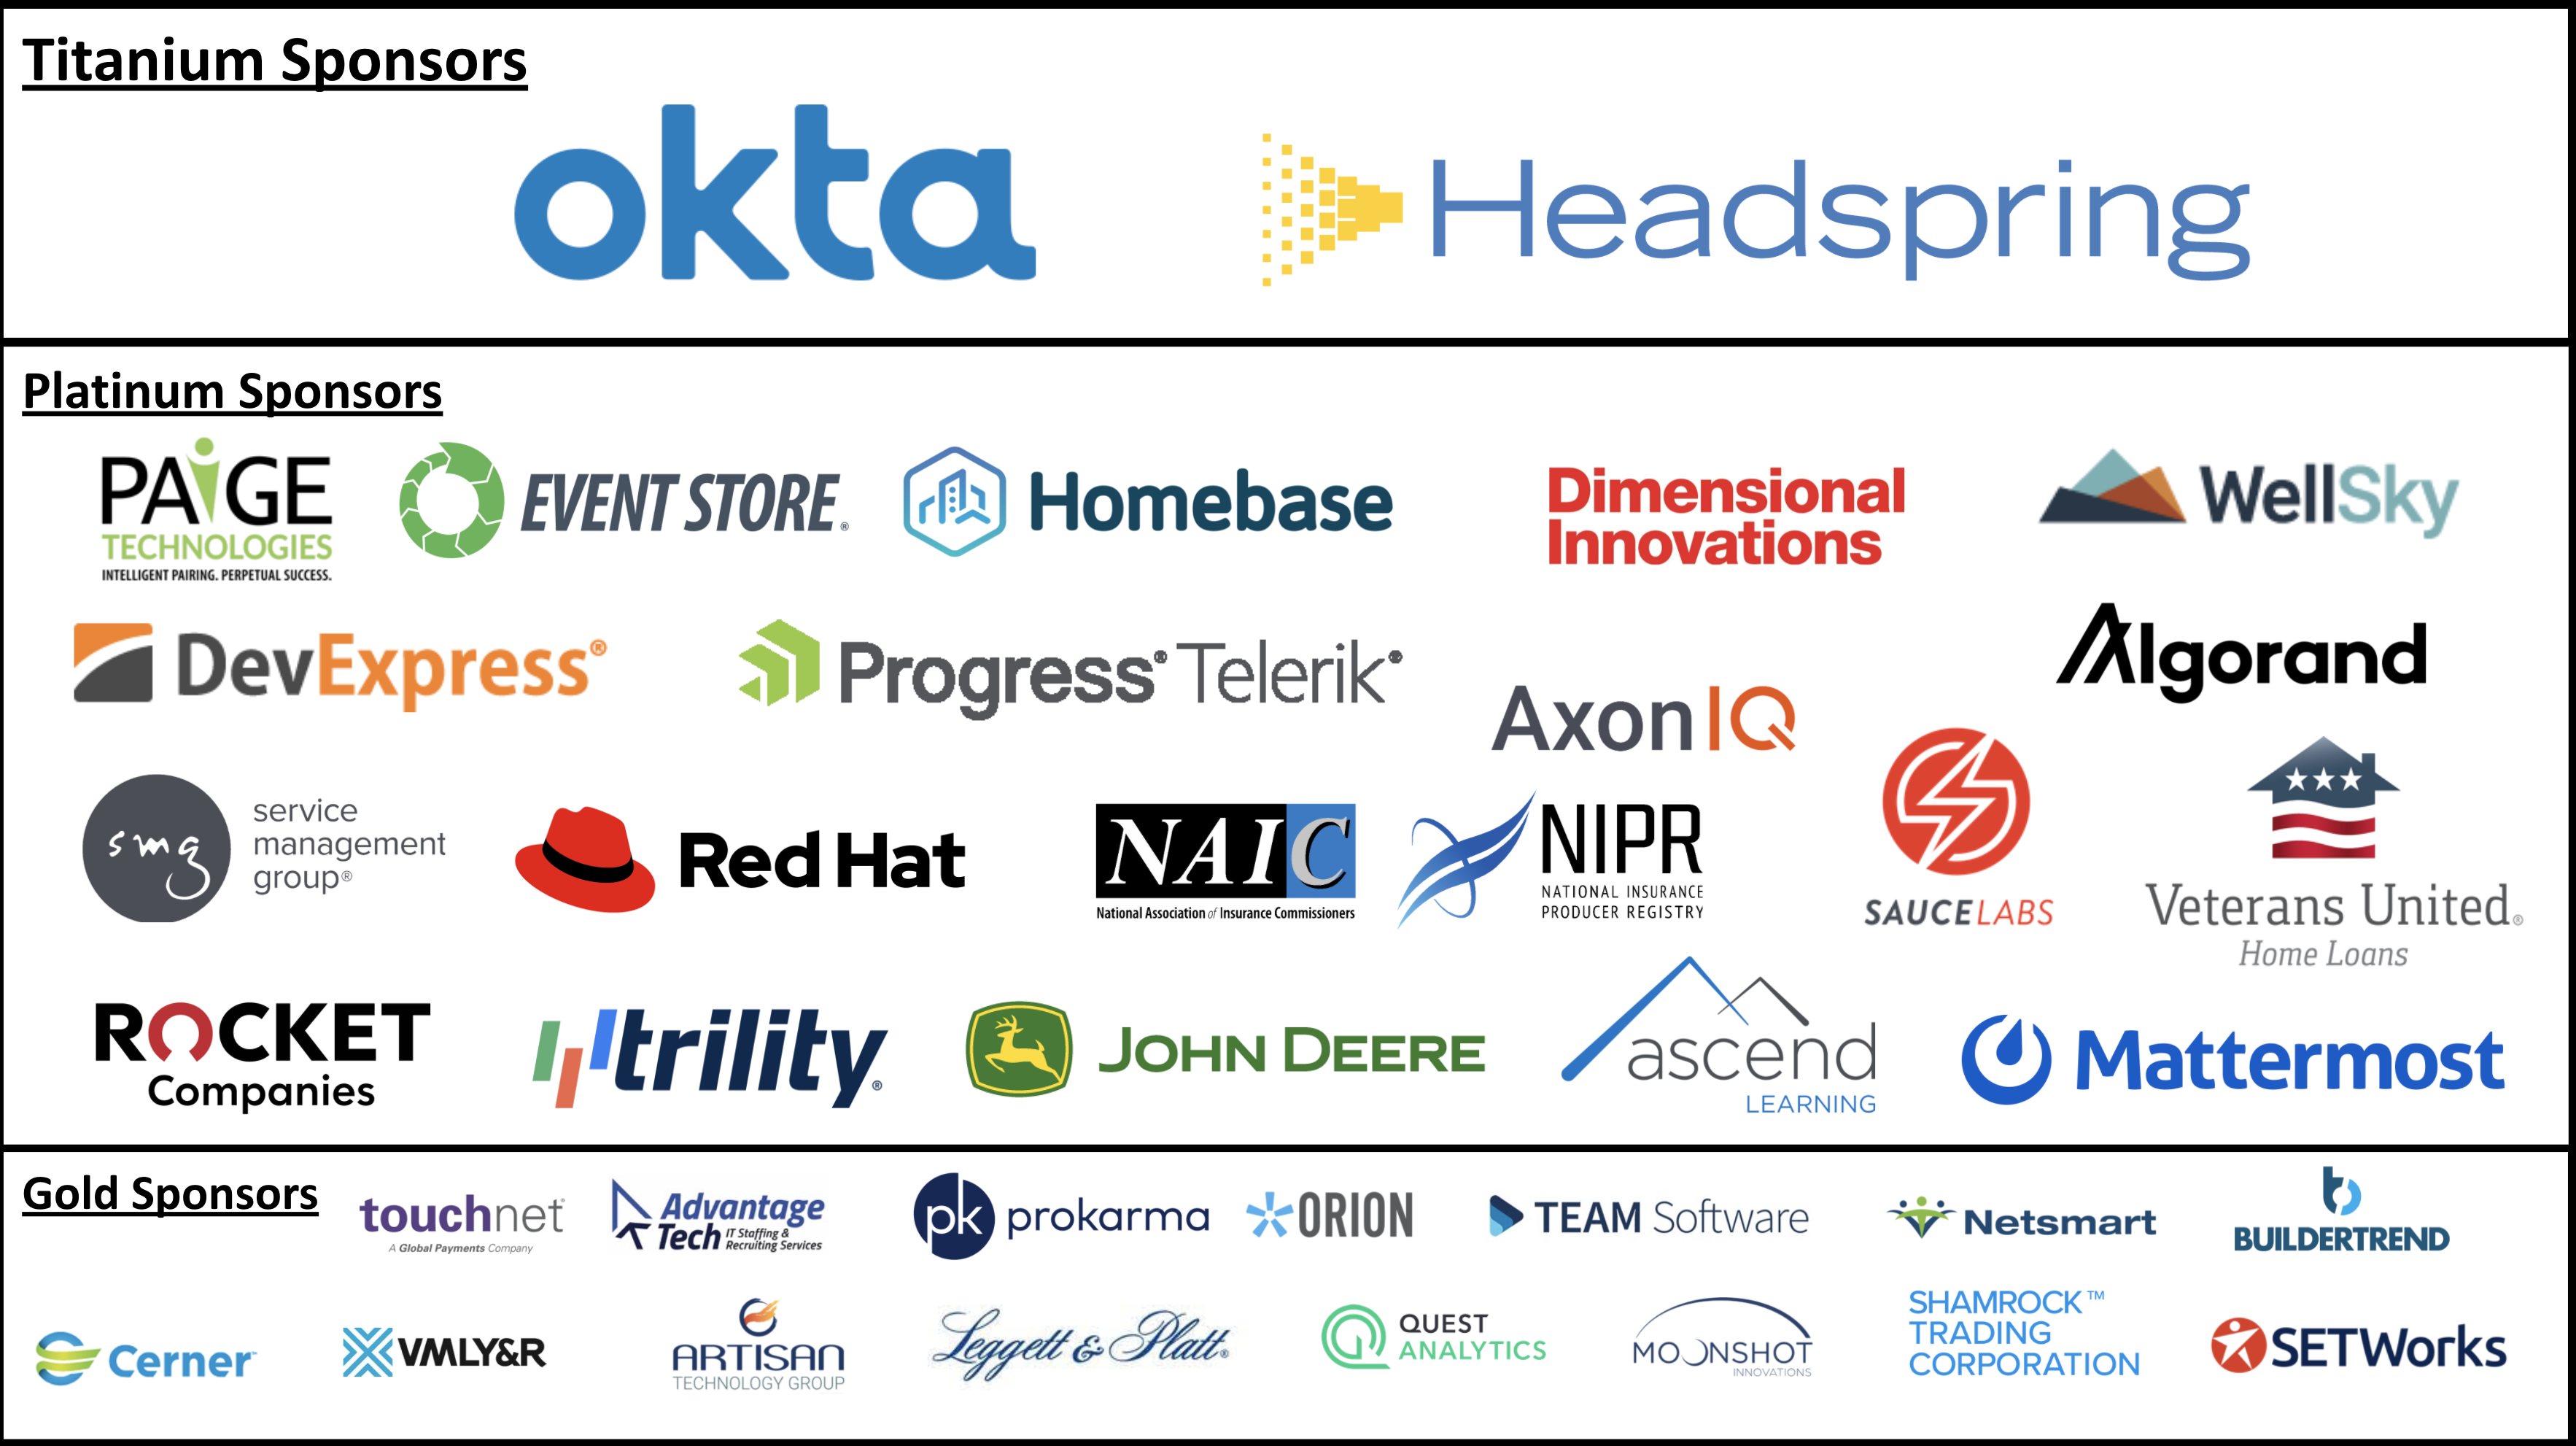 Titanium Sponsors
okta
Headspring
Platinum Sponsors
PAiGE
TECHNOLOGIES
INTELLIGENT PAIRING. PERPETUAL SUCCESS.
EVENT STORE®
Homebase
Dimensional
Innovations
WellSky
DevExpress®
Progress® Telerik®
AxonIQ
Algorand
smg
service
management
group®
Red Hat
NAIC
National Association of Insurance Commissioners
NIPR
NATIONAL INSURANCE
PRODUCER REGISTRY
SAUCELABS
Veterans United®
Home Loans
ROCKET
Companies
trility®
JOHN DEERE
ascend
LEARNING
Mattermost
Gold Sponsors
touchnet®
A Global Payments Company
Advantage
Tech IT Staffing &
Recruiting Services
pk prokarma
ORION
TEAM Software
Netsmart
BUILDERTREND
Cerner™
VMLY&R
ARTISAN
TECHNOLOGY GROUP
Leggett & Platt®
QUEST
ANALYTICS
MOONSHOT
INNOVATIONS
SHAMROCK™
TRADING
CORPORATION
SETWorks